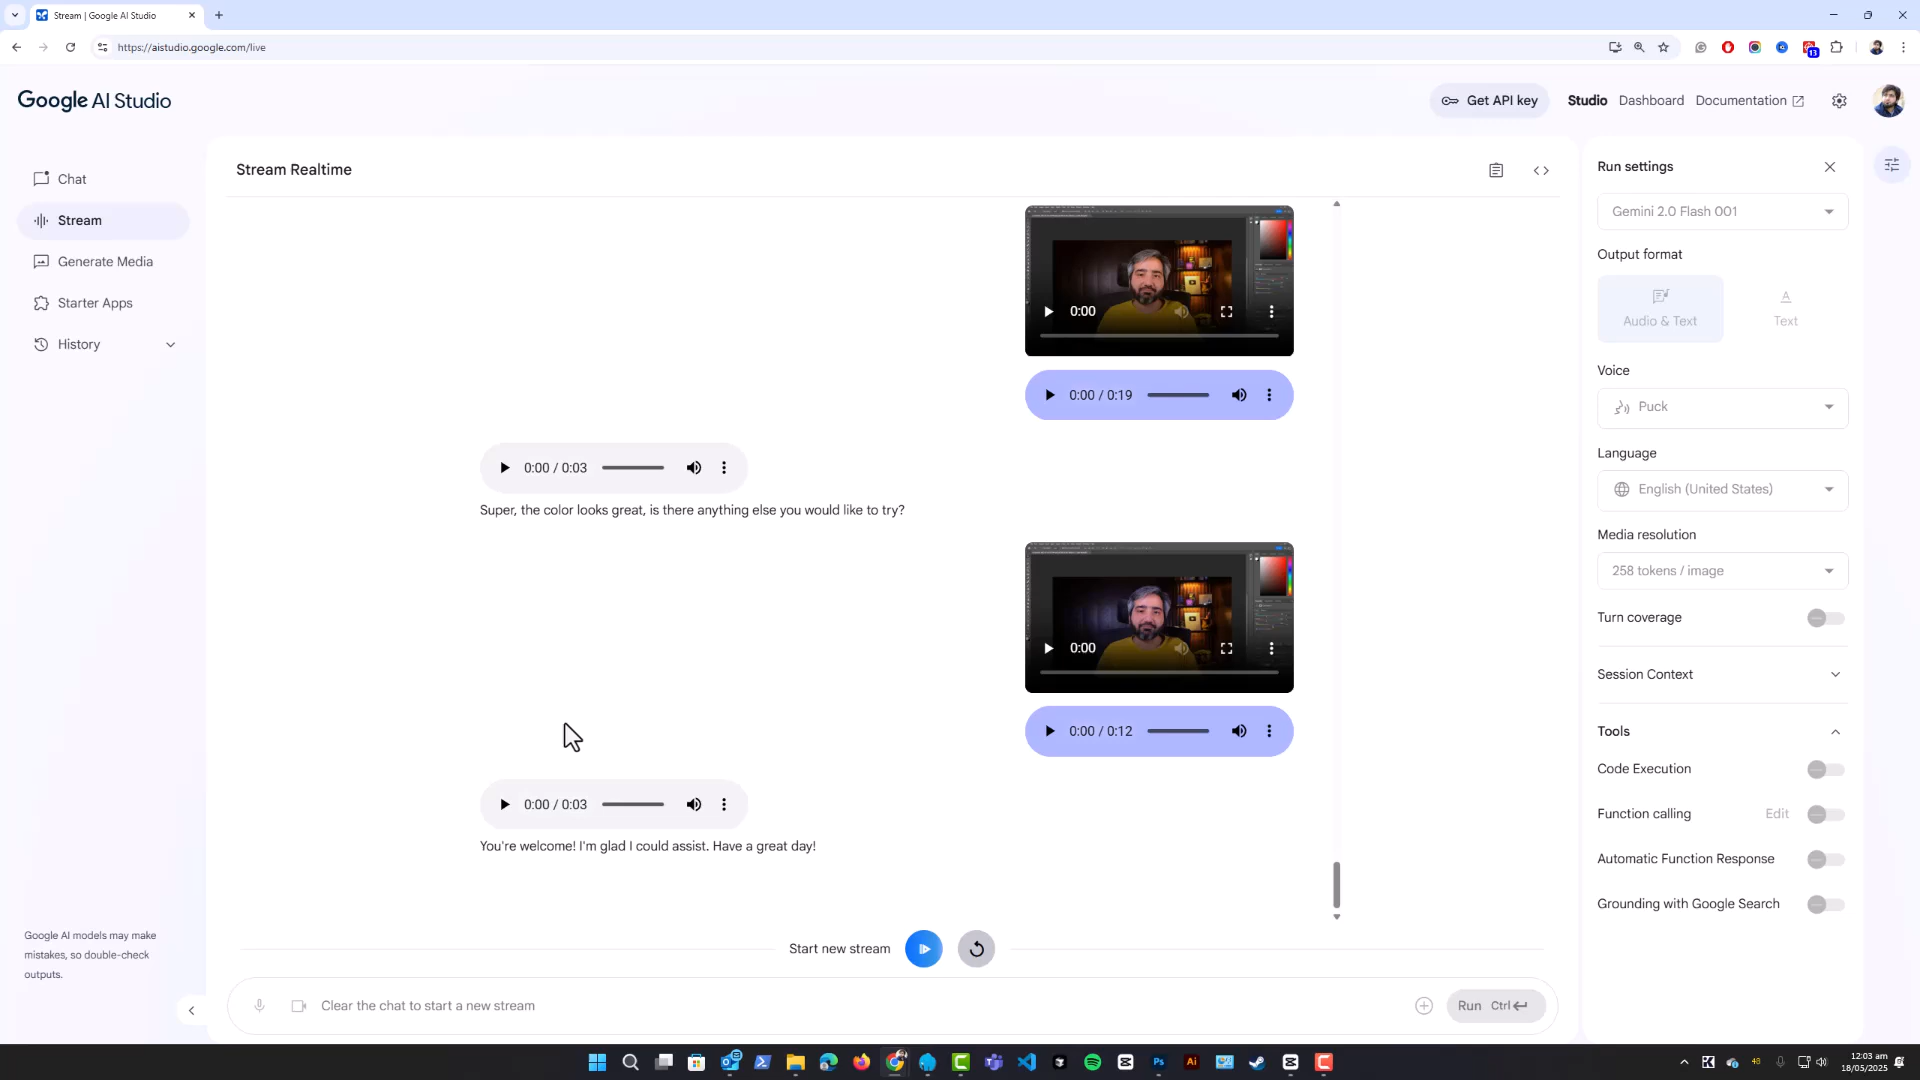 Stream | Google AI Studio
https://aistudio.google.com/live
13
Google AI Studio
Get API key
Studio
Dashboard
Documentation
Chat
Stream
Generate Media
Starter Apps
History
Stream Realtime
0:00
0:00 / 0:19
0:00 / 0:03
Super, the color looks great, is there anything else you would like to try?
0:00
0:00 / 0:12
0:00 / 0:03
You're welcome! I'm glad I could assist. Have a great day!
Start new stream
Clear the chat to start a new stream
Run Ctrl
Google AI models may make
mistakes, so double-check
outputs.
Run settings
Gemini 2.0 Flash 001
Output format
Audio & Text
Text
Voice
Puck
Language
English (United States)
Media resolution
258 tokens / image
Turn coverage
Session Context
Tools
Code Execution
Function calling
Edit
Automatic Function Response
Grounding with Google Search
Ps
Ai
12:03 am
18/05/2025